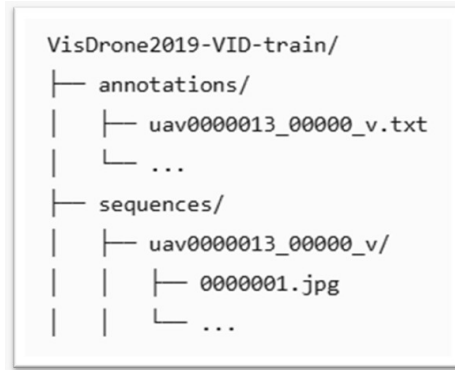 VisDrone2019-VID-train/
├── annotations/
│   ├── uav0000013_00000_v.txt
│   └── ...
├── sequences/
│   ├── uav0000013_00000_v/
│   │   ├── 0000001.jpg
│   │   └── ...